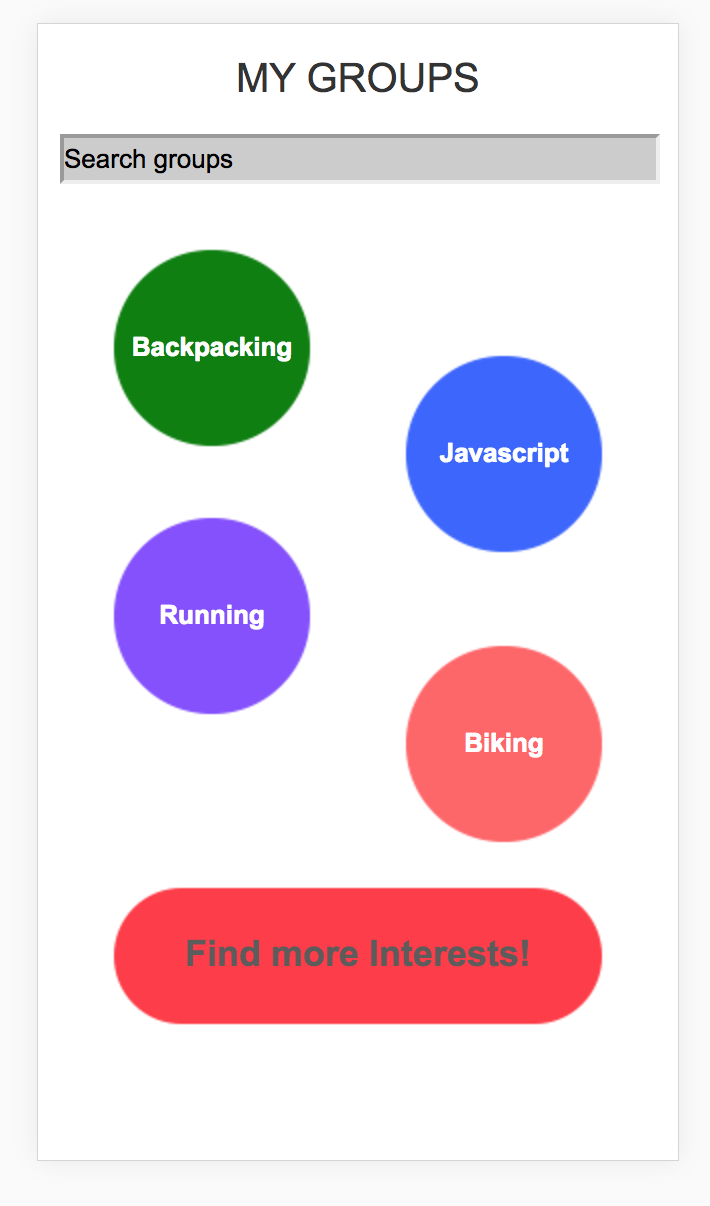 MY GROUPS
Search groups
Backpacking
Javascript
Running
Biking
Find more Interests!